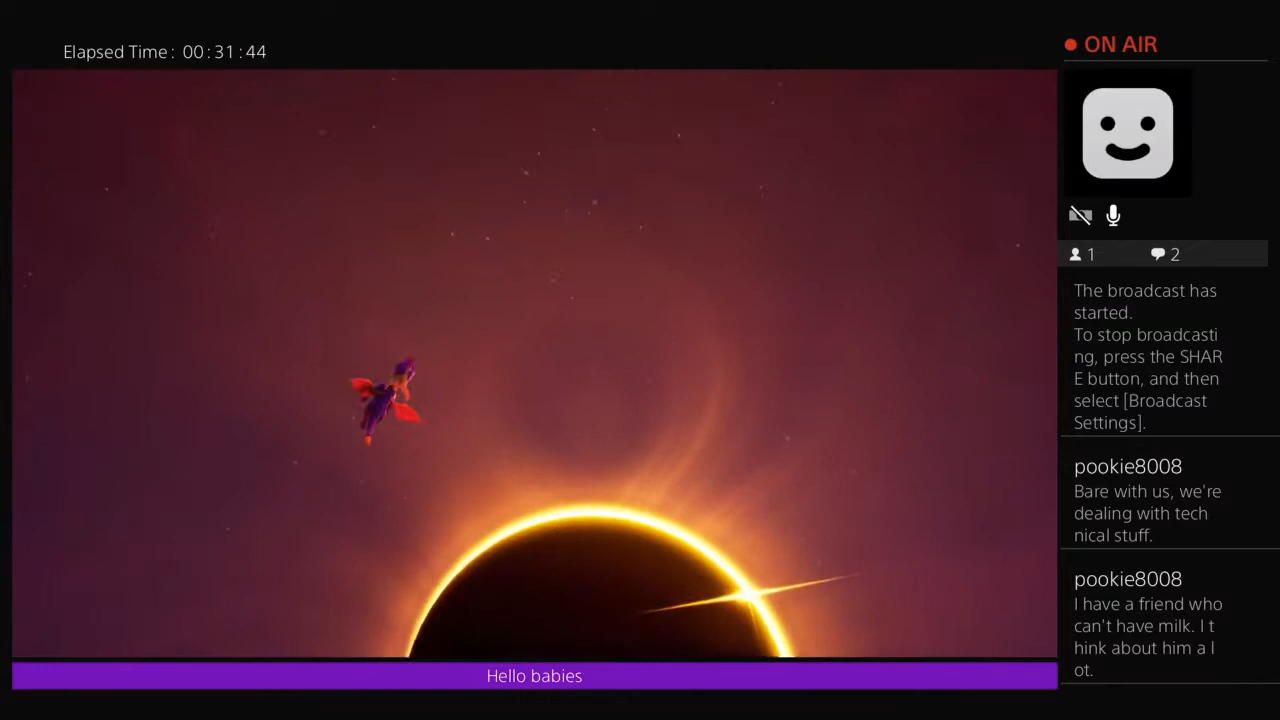 Elapsed Time: 00:31:44
ON AIR
1
2
The broadcast has
started.
To stop broadcasti
ng, press the SHAR
E button, and then
select [Broadcast
Settings].
pookie8008
Bare with us, we're
dealing with tech
nical stuff.
pookie8008
I have a friend who
can't have milk. I t
hink about him a l
ot.
Hello babies